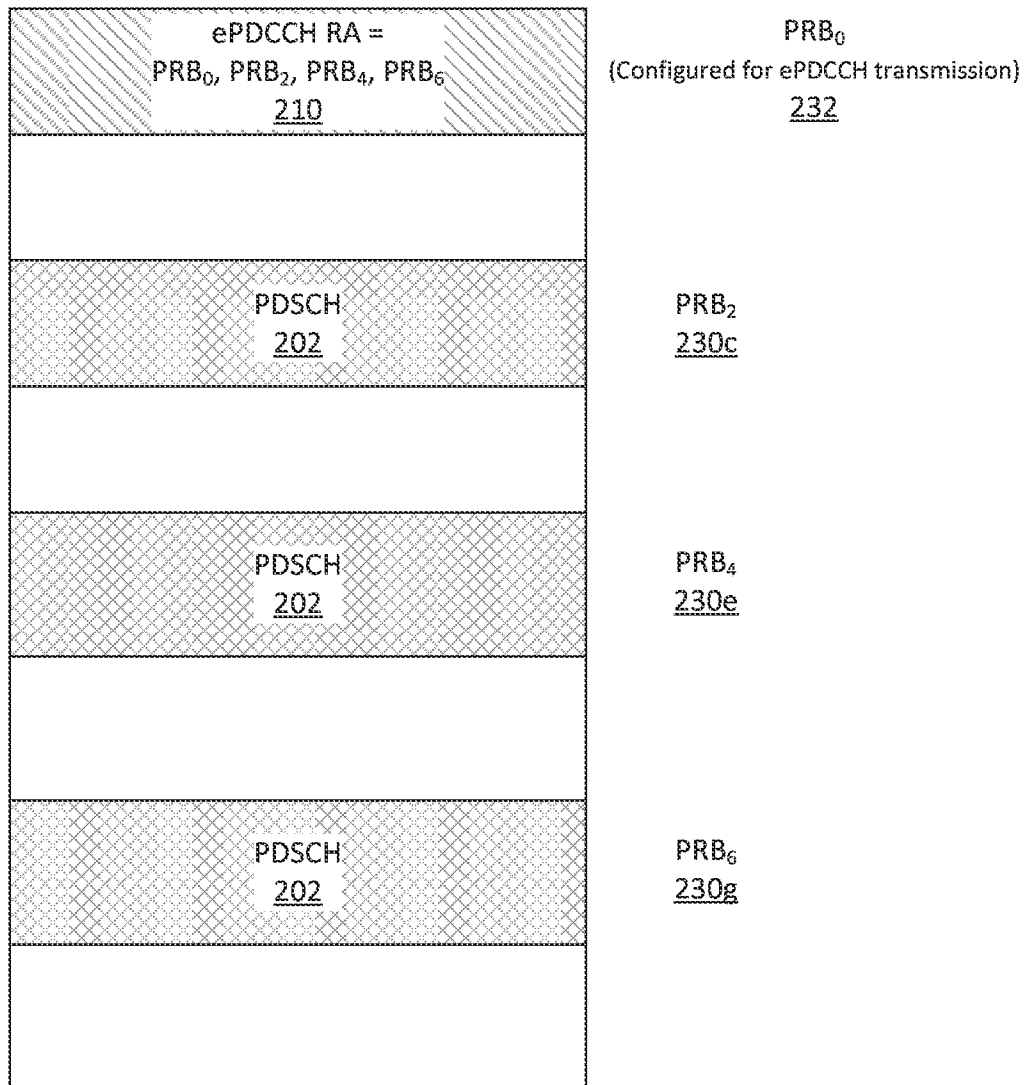 ePDCCH RA =
PRB₀, PRB₂, PRB₄, PRB₆
210
PRB₀
(Configured for ePDCCH transmission)
232
PDSCH
202
PRB₂
230c
PDSCH
202
PRB₄
230e
PDSCH
202
PRB₆
230g